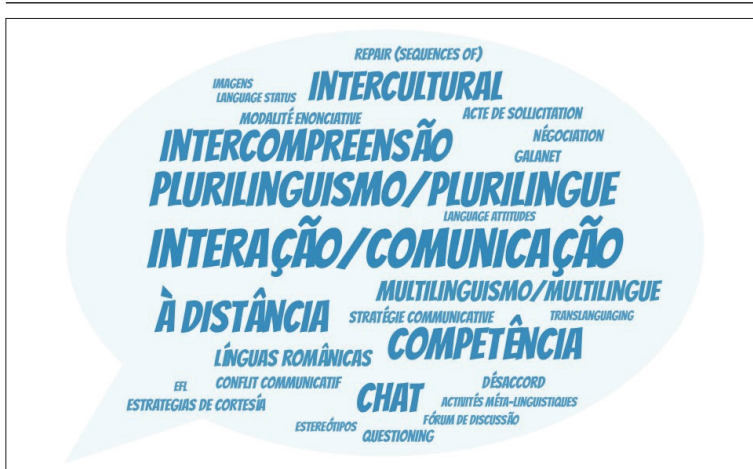 REPAIR (SEQUENCES OF)
IMAGENS
INTERCULTURAL
LANGUAGE STATUS
MODALITÉ ENONCIATIVE
ACTE DE SOLLICITATION
INTERCOMPREENSÃO
NÉGOCIATION
GALANET
PLURILINGUISMO/PLURILINGUE
LANGUAGE ATTITUDES
INTERAÇÃO/COMUNICAÇÃO
MULTILINGUISMO/MULTILINGUE
À DISTÂNCIA
STRATÉGIE COMMUNICATIVE
TRANSLANGUAGING
COMPETÊNCIA
LÍNGUAS ROMÂNICAS
EFL
CONFLIT COMMUNICATIF
CHAT
DÉSACCORD
ESTRATEGIAS DE CORTESÍA
ACTIVITÉS MÉTA-LINGUISTIQUES
ESTEREÓTIPOS
FÓRUM DE DISCUSSÃO
QUESTIONING